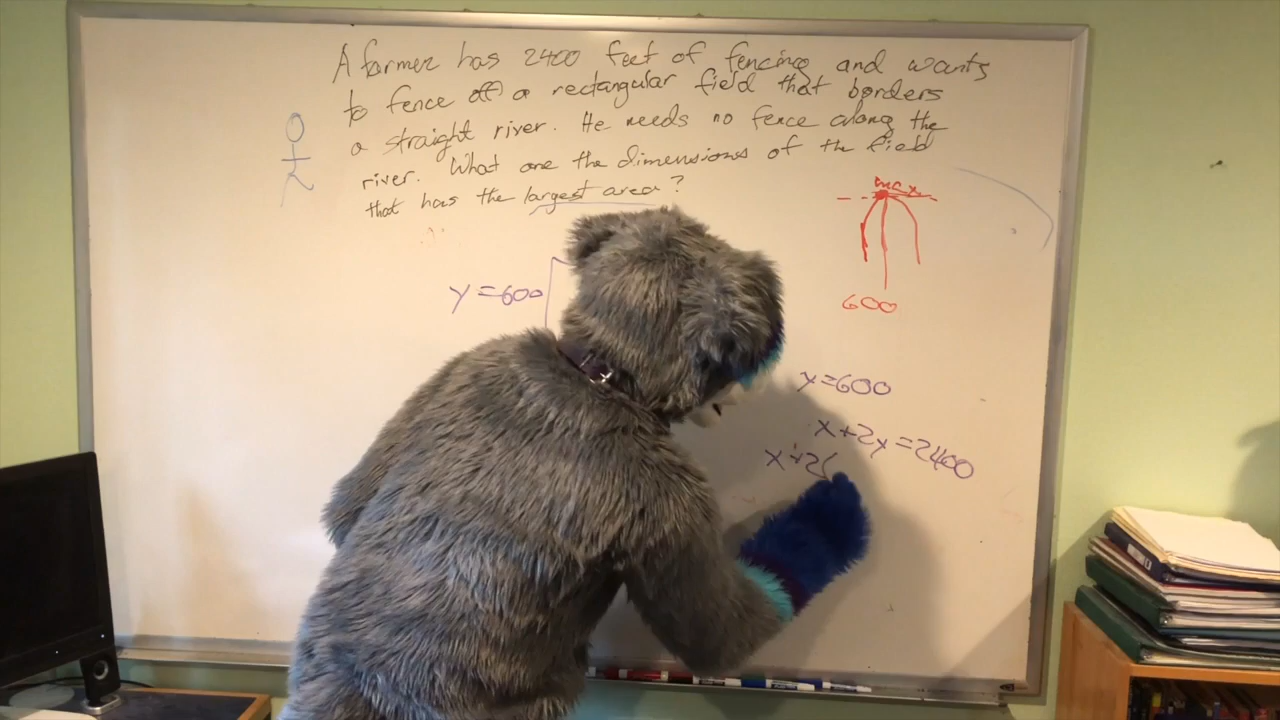 A farmer has 2400 feet of fencing and wants
to fence off a rectangular field that borders
a straight river. He needs no fence along the
river. What are the dimensions of the field
that has the largest area?
max
y=600
600
y=600
x+2y=2400
x+2(